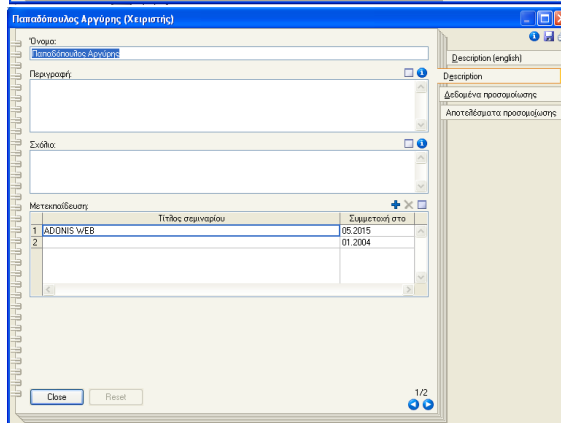 Παπαδόπουλος Αργύρης (Χειριστής)
Όνομα:
Παπαδόπουλος Αργύρης
Περιγραφή:
Σχόλια:
Μετεκπαίδευση:
Τίτλος σεμιναρίου Συμμετοχή στο
1 ADONIS WEB 05.2015
2 01.2004
Close Reset
1/2
Description (english)
Description
Δεδομένα προσομοίωσης
Αποτελέσματα προσομοίωσης